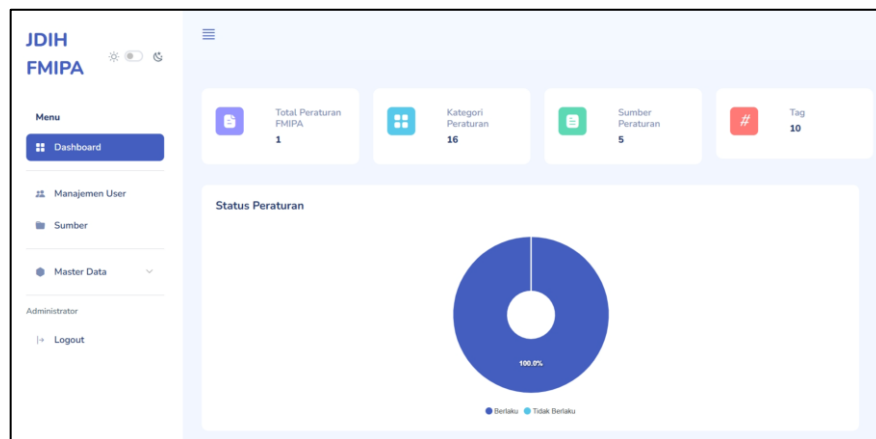 JDIH
FMIPA
Menu
Dashboard
Manajemen User
Sumber
Master Data
Administrator
Logout
Total Peraturan
FMIPA
1
Kategori
Peraturan
16
Sumber
Peraturan
5
#
Tag
10
Status Peraturan
100.0%
Berlaku Tidak Berlaku